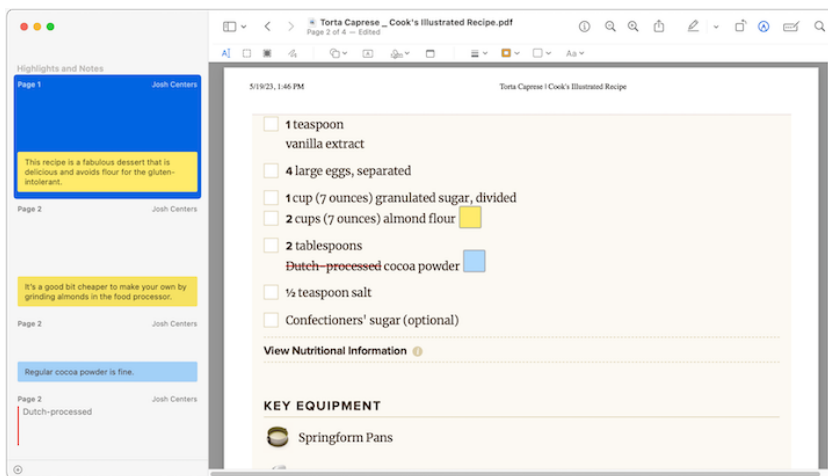 Torta Caprese _ Cook's Illustrated Recipe.pdf
Page 2 of 4 — Edited
Highlights and Notes
Page 1 Josh Centers
This recipe is a fabulous dessert that is
delicious and avoids flour for the gluten-
intolerant.
Page 2 Josh Centers
It's a good bit cheaper to make your own by
grinding almonds in the food processor.
Page 2 Josh Centers
Regular cocoa powder is fine.
Page 2 Josh Centers
Dutch-processed
5/19/23, 1:46 PM Torta Caprese | Cook's Illustrated Recipe
1 teaspoon
vanilla extract
4 large eggs, separated
1 cup (7 ounces) granulated sugar, divided
2 cups (7 ounces) almond flour
2 tablespoons
Dutch-processed cocoa powder
½ teaspoon salt
Confectioners' sugar (optional)
View Nutritional Information i
KEY EQUIPMENT
Springform Pans